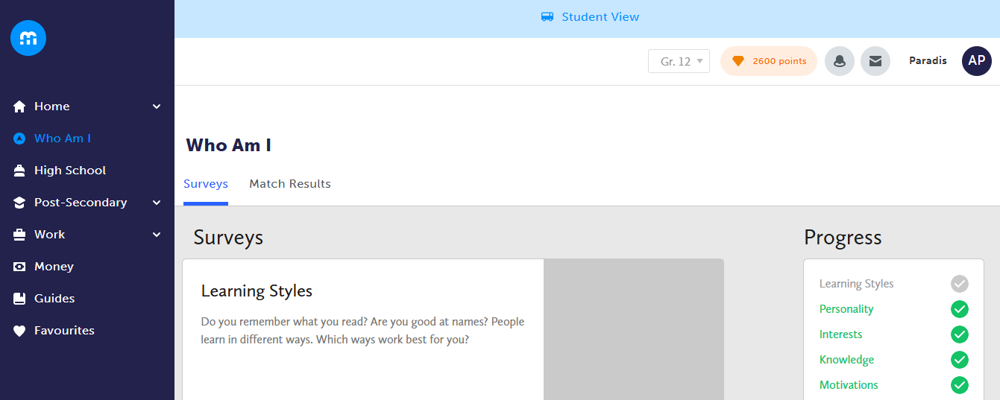 Student View
Gr. 12
2600 points
Paradis
AP
Home
Who Am I
High School
Post-Secondary
Work
Money
Guides
Favourites
Who Am I
Surveys
Match Results
Surveys
Learning Styles
Do you remember what you read? Are you good at names? People
learn in different ways. Which ways work best for you?
Progress
Learning Styles
Personality
Interests
Knowledge
Motivations